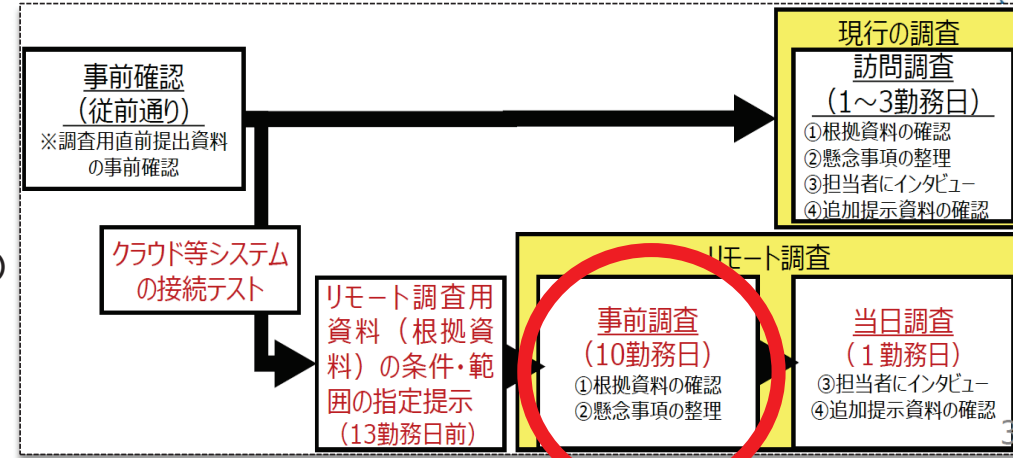 現行の調査
事前確認
(従前通り)
※調査用直前提出資料
の事前確認
訪問調査
(1～3勤務日)
①根拠資料の確認
②懸念事項の整理
③担当者にインタビュー
④追加提示資料の確認
クラウド等システム
の接続テスト
)
リモート調査
リモート調査用
資料（根拠資
料）の条件・範
囲の指定提示
(13勤務日前)
事前調査
(10勤務日)
①根拠資料の確認
②懸念事項の整理
当日調査
(1勤務日)
③担当者にインタビュー
④追加提示資料の確認
3